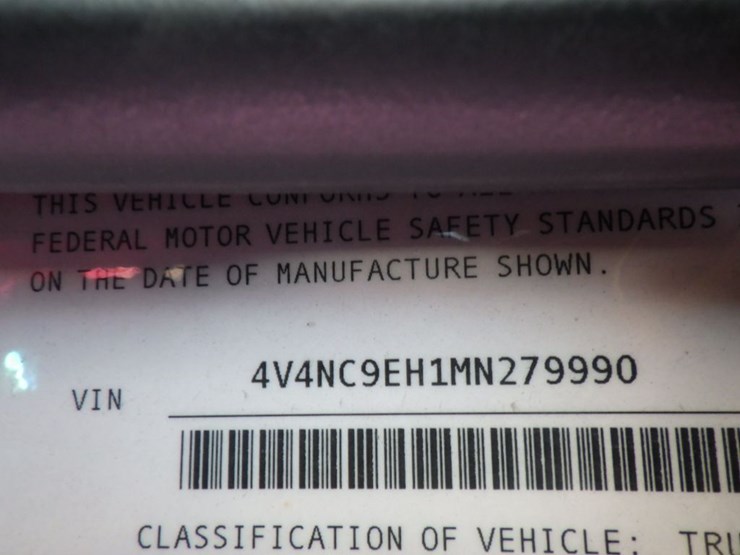 THIS VEHICLE CONFORMS TO ALL
FEDERAL MOTOR VEHICLE SAFETY STANDARDS
ON THE DATE OF MANUFACTURE SHOWN.
4V4NC9EH1MN279990
VIN
CLASSIFICATION OF VEHICLE: TRU